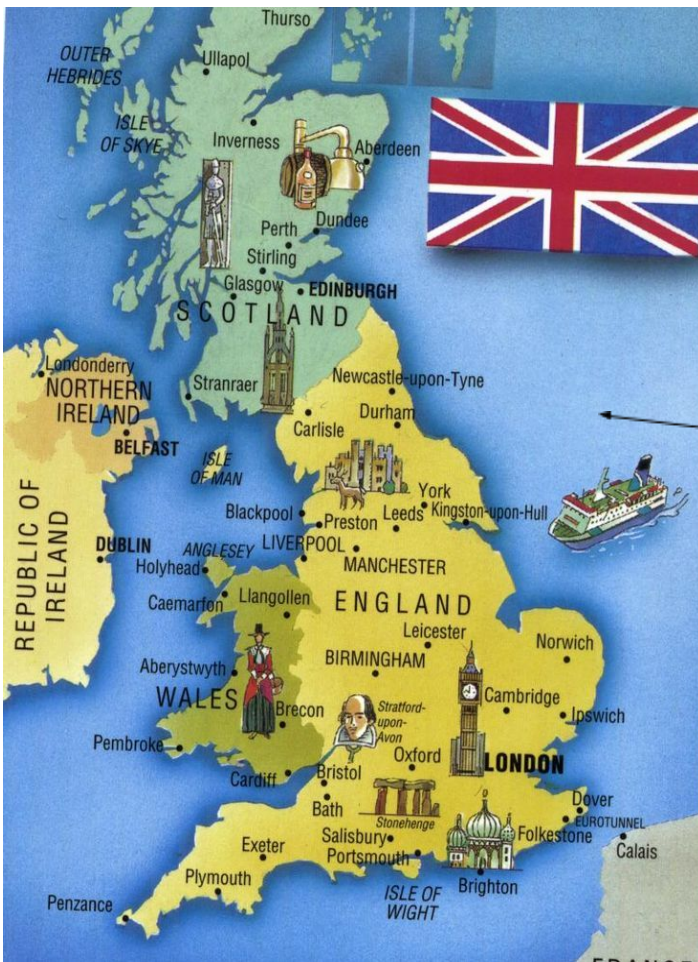 Thurso
OUTER
HEBRIDES
Ullapol
ISLE
OF SKYE
Inverness
Aberdeen
Dundee
Perth
Stirling
Glasgow
EDINBURGH
SCOTLAND
Londonderry
NORTHERN
IRELAND
Stranraer
Newcastle-upon-Tyne
Durham
Carlisle
BELFAST
ISLE
OF MAN
York
Blackpool
Preston
Leeds
Kingston-upon-Hull
REPUBLIC OF
IRELAND
DUBLIN
ANGLESEY
LIVERPOOL
MANCHESTER
Holyhead
Caemarfon
Llangollen
ENGLAND
Leicester
Norwich
BIRMINGHAM
Aberystwyth
WALES
Cambridge
Brecon
Stratford-
upon-
Avon
Ipswich
Pembroke
Oxford
LONDON
Cardiff
Bristol
Bath
Stonehenge
Dover
EUROTUNNEL
Folkestone
Calais
Salisbury
Portsmouth
Exeter
Plymouth
Brighton
ISLE OF
WIGHT
Penzance